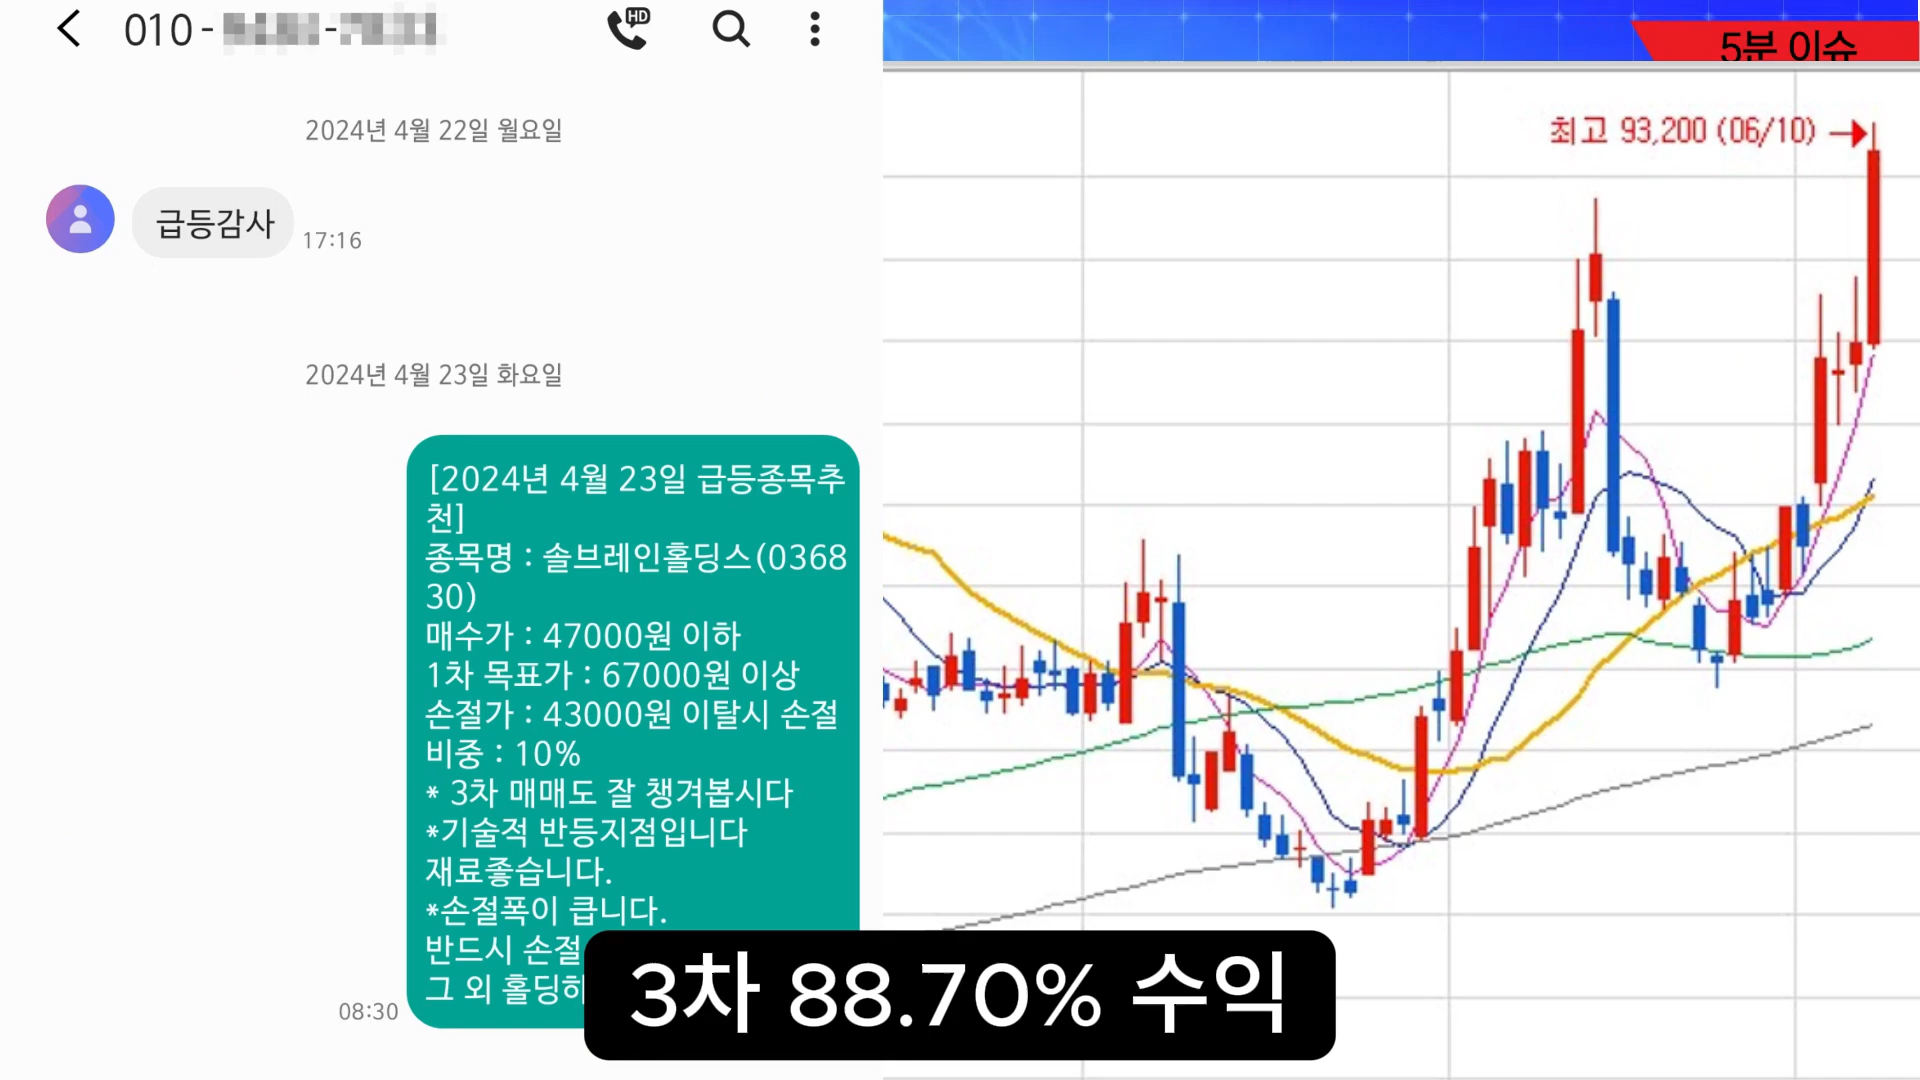 010-
2024년 4월 22일 월요일
급등감사
17:16
2024년 4월 23일 화요일
[2024년 4월 23일 급등종목추
천]
종목명 : 솔브레인홀딩스(0368
30)
매수가 : 47000원 이하
1차 목표가 : 67000원 이상
손절가 : 43000원 이탈시 손절
비중 : 10%
* 3차 매매도 잘 챙겨봅시다
*기술적 반등지점입니다
재료좋습니다.
*손절폭이 큽니다.
반드시 손절
그 외 홀딩하
08:30
HD
5분 이슈
최고 93,200 (06/10)
3차 88.70% 수익